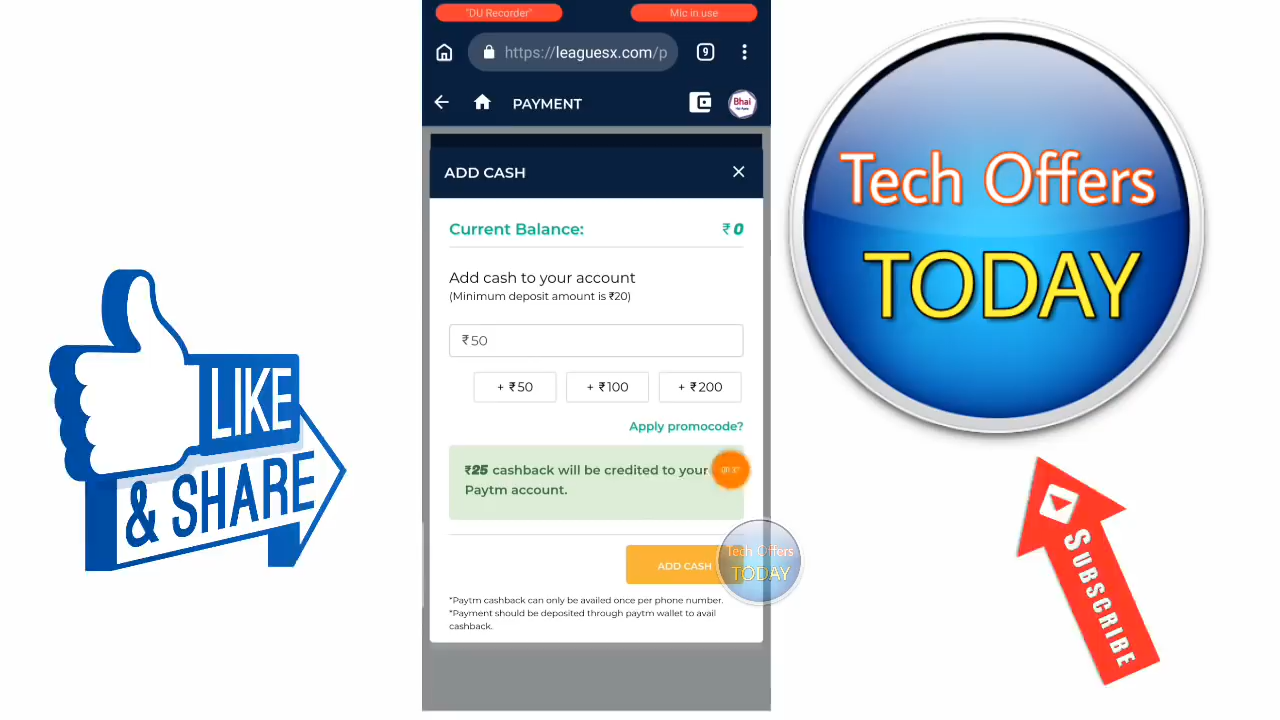 "DU Recorder"
Mic in use
https://leaguesx.com/p
9
PAYMENT
Bhai
ADD CASH
Current Balance:
₹0
Add cash to your account
(Minimum deposit amount is ₹20)
₹50
+ ₹50
+ ₹100
+ ₹200
Apply promocode?
₹25 cashback will be credited to your
Paytm account.
ADD CASH
*Paytm cashback can only be availed once per phone number.
*Payment should be deposited through paytm wallet to avail
cashback.
LIKE
& SHARE
Tech Offers
TODAY
Tech Offers
TODAY
SUBSCRIBE